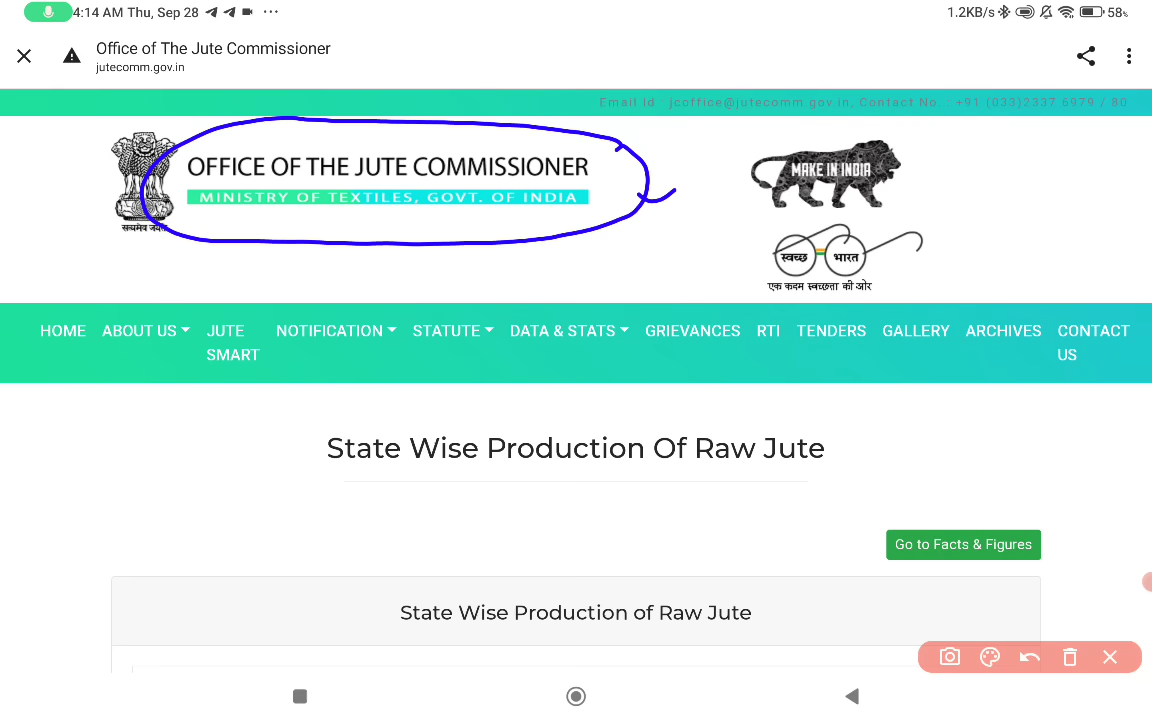 4:14 AM Thu, Sep 28 ···
1.2KB/s 58%
Office of The Jute Commissioner
jutecomm.gov.in
Email Id : jcoffice@jutecomm.gov.in, Contact No. : +91 (033)2337 6979 / 80
OFFICE OF THE JUTE COMMISSIONER
MINISTRY OF TEXTILES, GOVT. OF INDIA
सत्यमेव जयते
MAKE IN INDIA
स्वच्छ भारत
एक कदम स्वच्छता की ओर
HOME ABOUT US JUTE SMART NOTIFICATION STATUTE DATA & STATS GRIEVANCES RTI TENDERS GALLERY ARCHIVES CONTACT US
State Wise Production Of Raw Jute
Go to Facts & Figures
State Wise Production of Raw Jute